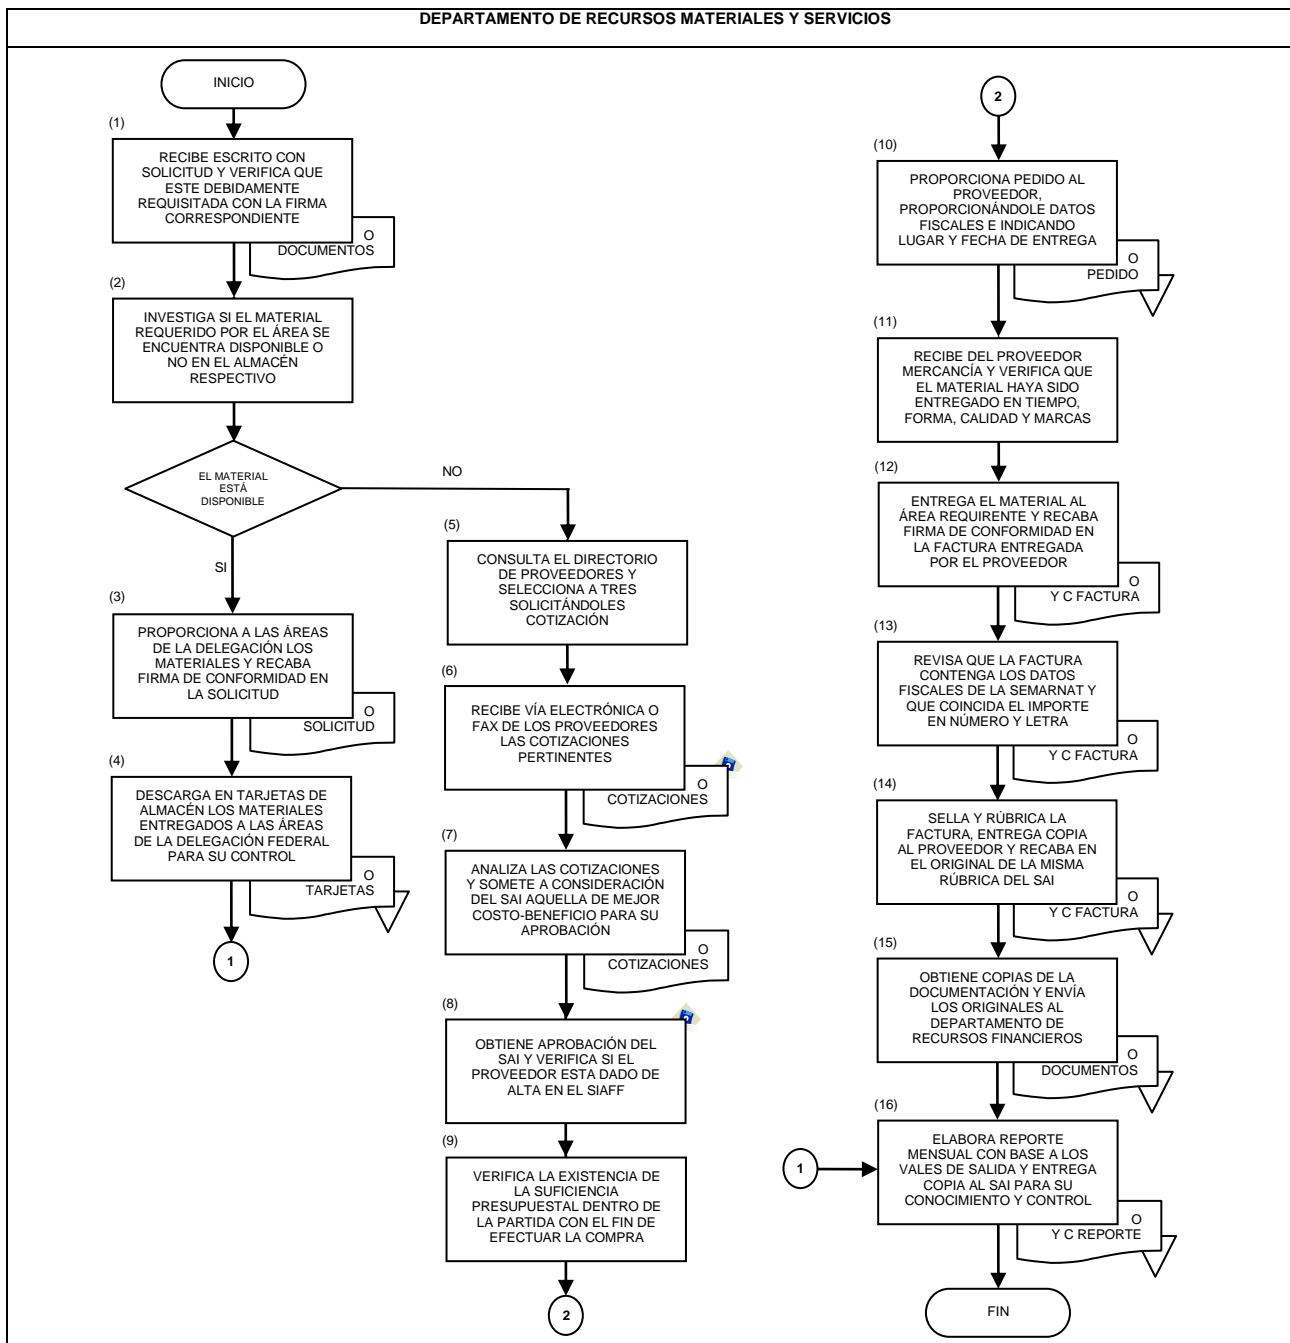 DEPARTAMENTO DE RECURSOS MATERIALES Y SERVICIOS
INICIO
(1)
RECIBE ESCRITO CON
SOLICITUD Y VERIFICA QUE
ESTE DEBIDAMENTE
REQUISITADA CON LA FIRMA
CORRESPONDIENTE
O
DOCUMENTOS
(2)
INVESTIGA SI EL MATERIAL
REQUERIDO POR EL ÁREA SE
ENCUENTRA DISPONIBLE O
NO EN EL ALMACÉN
RESPECTIVO
EL MATERIAL
ESTÁ
DISPONIBLE
NO
SI
(3)
PROPORCIONA A LAS ÁREAS
DE LA DELEGACIÓN LOS
MATERIALES Y RECABA
FIRMA DE CONFORMIDAD EN
LA SOLICITUD
O
SOLICITUD
(4)
DESCARGA EN TARJETAS DE
ALMACÉN LOS MATERIALES
ENTREGADOS A LAS ÁREAS
DE LA DELEGACIÓN FEDERAL
PARA SU CONTROL
O
TARJETAS
1
(5)
CONSULTA EL DIRECTORIO
DE PROVEEDORES Y
SELECCIONA A TRES
SOLICITÁNDOLES
COTIZACIÓN
(6)
RECIBE VÍA ELECTRÓNICA O
FAX DE LOS PROVEEDORES
LAS COTIZACIONES
PERTINENTES
O
COTIZACIONES
(7)
ANALIZA LAS COTIZACIONES
Y SOMETE A CONSIDERACIÓN
DEL SAI AQUELLA DE MEJOR
COSTO-BENEFICIO PARA SU
APROBACIÓN
O
COTIZACIONES
(8)
OBTIENE APROBACIÓN DEL
SAI Y VERIFICA SI EL
PROVEEDOR ESTA DADO DE
ALTA EN EL SIAFF
(9)
VERIFICA LA EXISTENCIA DE
LA SUFICIENCIA
PRESUPUESTAL DENTRO DE
LA PARTIDA CON EL FIN DE
EFECTUAR LA COMPRA
2
2
(10)
PROPORCIONA PEDIDO AL
PROVEEDOR,
PROPORCIONÁNDOLE DATOS
FISCALES E INDICANDO
LUGAR Y FECHA DE ENTREGA
O
PEDIDO
(11)
RECIBE DEL PROVEEDOR
MERCANCÍA Y VERIFICA QUE
EL MATERIAL HAYA SIDO
ENTREGADO EN TIEMPO,
FORMA, CALIDAD Y MARCAS
(12)
ENTREGA EL MATERIAL AL
ÁREA REQUIRENTE Y RECABA
FIRMA DE CONFORMIDAD EN
LA FACTURA ENTREGADA
POR EL PROVEEDOR
O
Y C FACTURA
(13)
REVISA QUE LA FACTURA
CONTENGA LOS DATOS
FISCALES DE LA SEMARNAT Y
QUE COINCIDA EL IMPORTE
EN NÚMERO Y LETRA
O
Y C FACTURA
(14)
SELLA Y RÚBRICA LA
FACTURA, ENTREGA COPIA
AL PROVEEDOR Y RECABA EN
EL ORIGINAL DE LA MISMA
RÚBRICA DEL SAI
O
Y C FACTURA
(15)
OBTIENE COPIAS DE LA
DOCUMENTACIÓN Y ENVÍA
LOS ORIGINALES AL
DEPARTAMENTO DE
RECURSOS FINANCIEROS
O
DOCUMENTOS
(16)
1
ELABORA REPORTE
MENSUAL CON BASE A LOS
VALES DE SALIDA Y ENTREGA
COPIA AL SAI PARA SU
CONOCIMIENTO Y CONTROL
O
Y C REPORTE
FIN